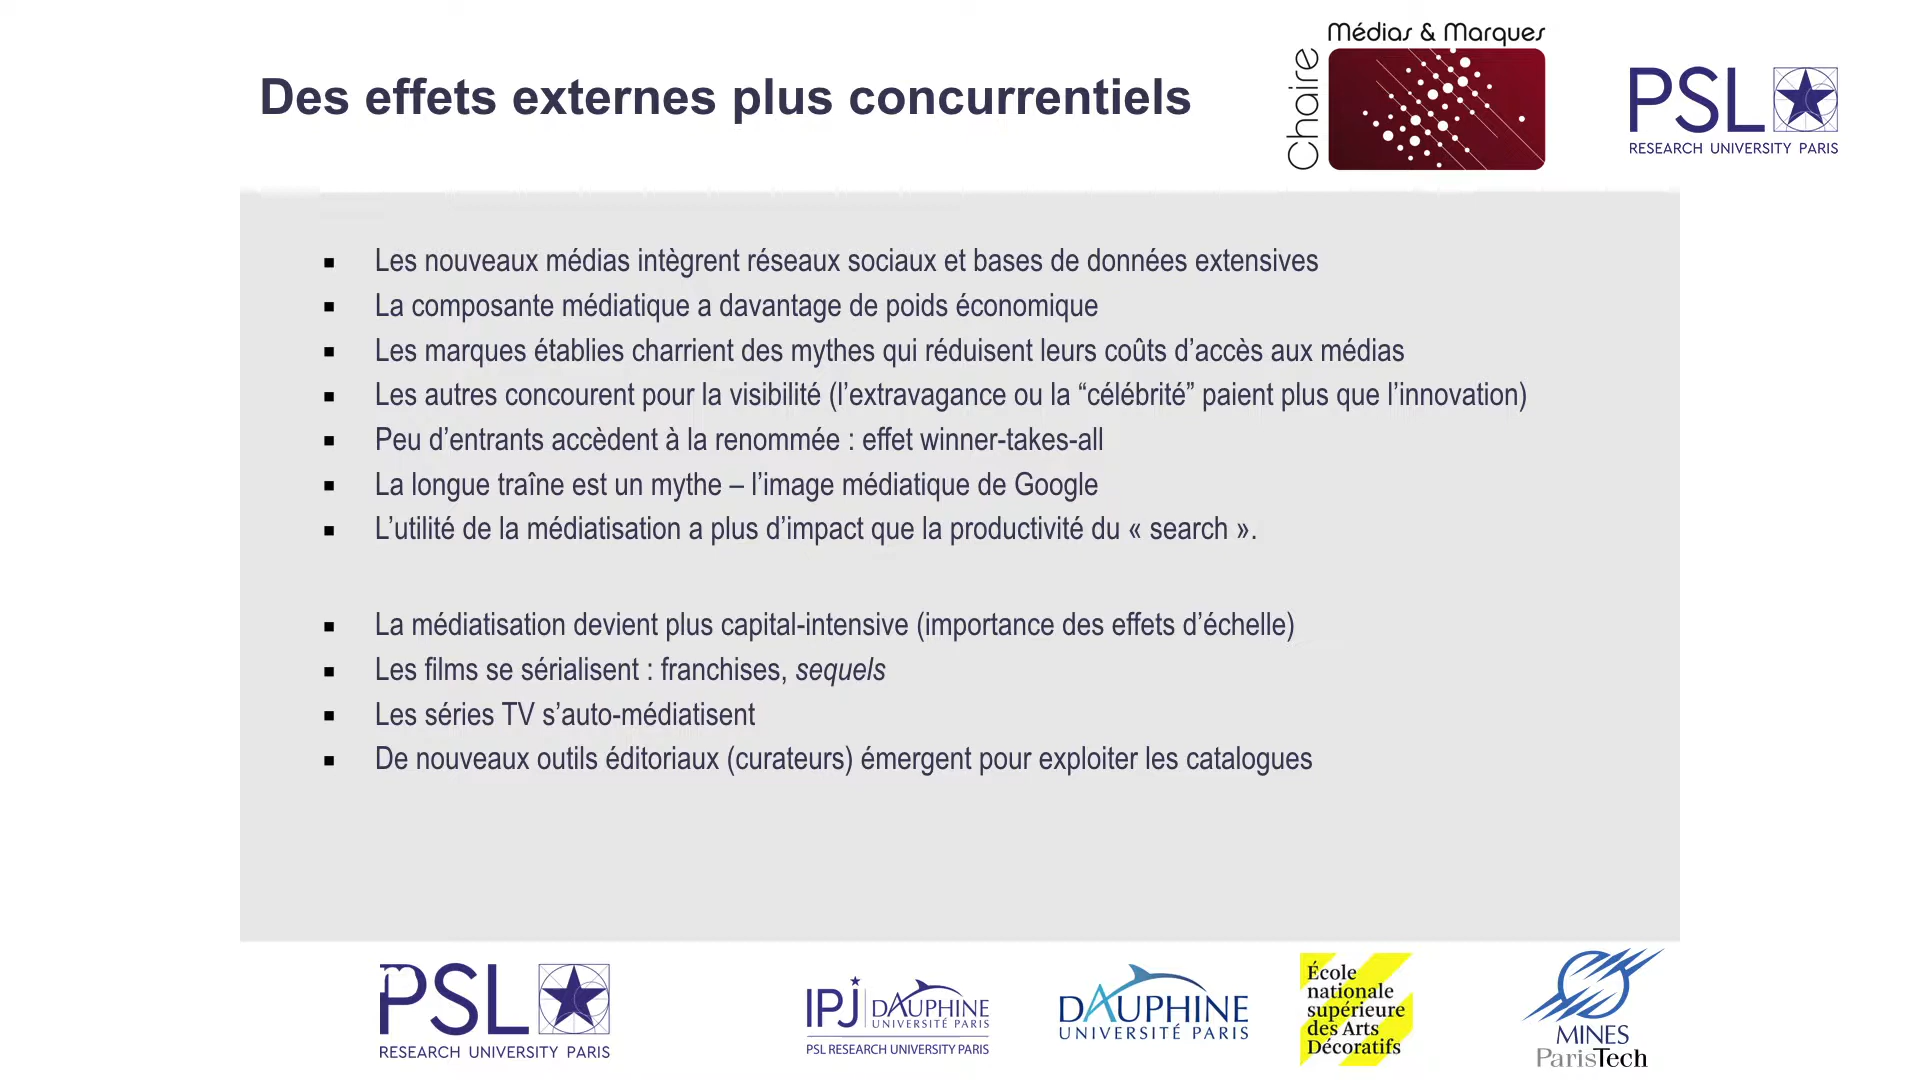 Médias & Marques
Chaire
PSL
RESEARCH UNIVERSITY PARIS
Des effets externes plus concurrentiels
Les nouveaux médias intègrent réseaux sociaux et bases de données extensives
La composante médiatique a davantage de poids économique
Les marques établies charrient des mythes qui réduisent leurs coûts d’accès aux médias
Les autres concourent pour la visibilité (l’extravagance ou la “célébrité” paient plus que l’innovation)
Peu d’entrants accèdent à la renommée : effet winner-takes-all
La longue traîne est un mythe – l’image médiatique de Google
L’utilité de la médiatisation a plus d’impact que la productivité du « search ».
La médiatisation devient plus capital-intensive (importance des effets d’échelle)
Les films se sérialisent : franchises, sequels
Les séries TV s’auto-médiatisent
De nouveaux outils éditoriaux (curateurs) émergent pour exploiter les catalogues
PSL
RESEARCH UNIVERSITY PARIS
IPJ DAUPHINE
UNIVERSITÉ PARIS
PSL RESEARCH UNIVERSITY PARIS
DAUPHINE
UNIVERSITÉ PARIS
École
nationale
supérieure
des Arts
Décoratifs
MINES
ParisTech